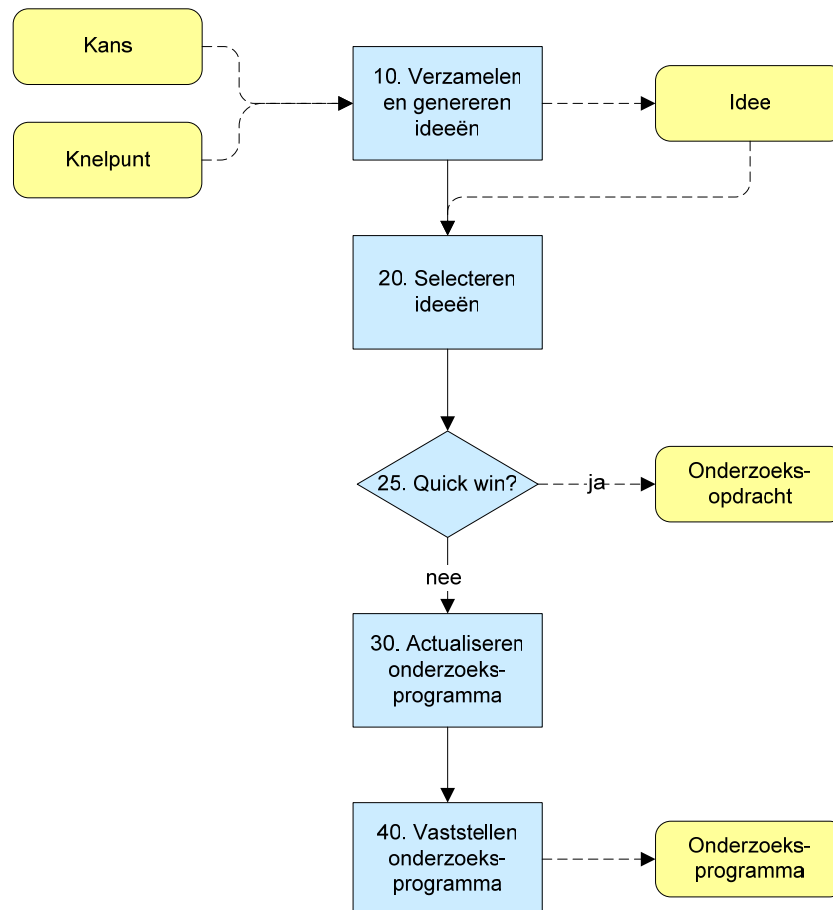 Kans
10. Verzamelen
en genereren
ideeën
Idee
Knelpunt
20. Selecteren
ideeën
25. Quick win?
ja
Onderzoeks-
opdracht
nee
30. Actualiseren
onderzoeks-
programma
40. Vaststellen
onderzoeks-
programma
Onderzoeks-
programma